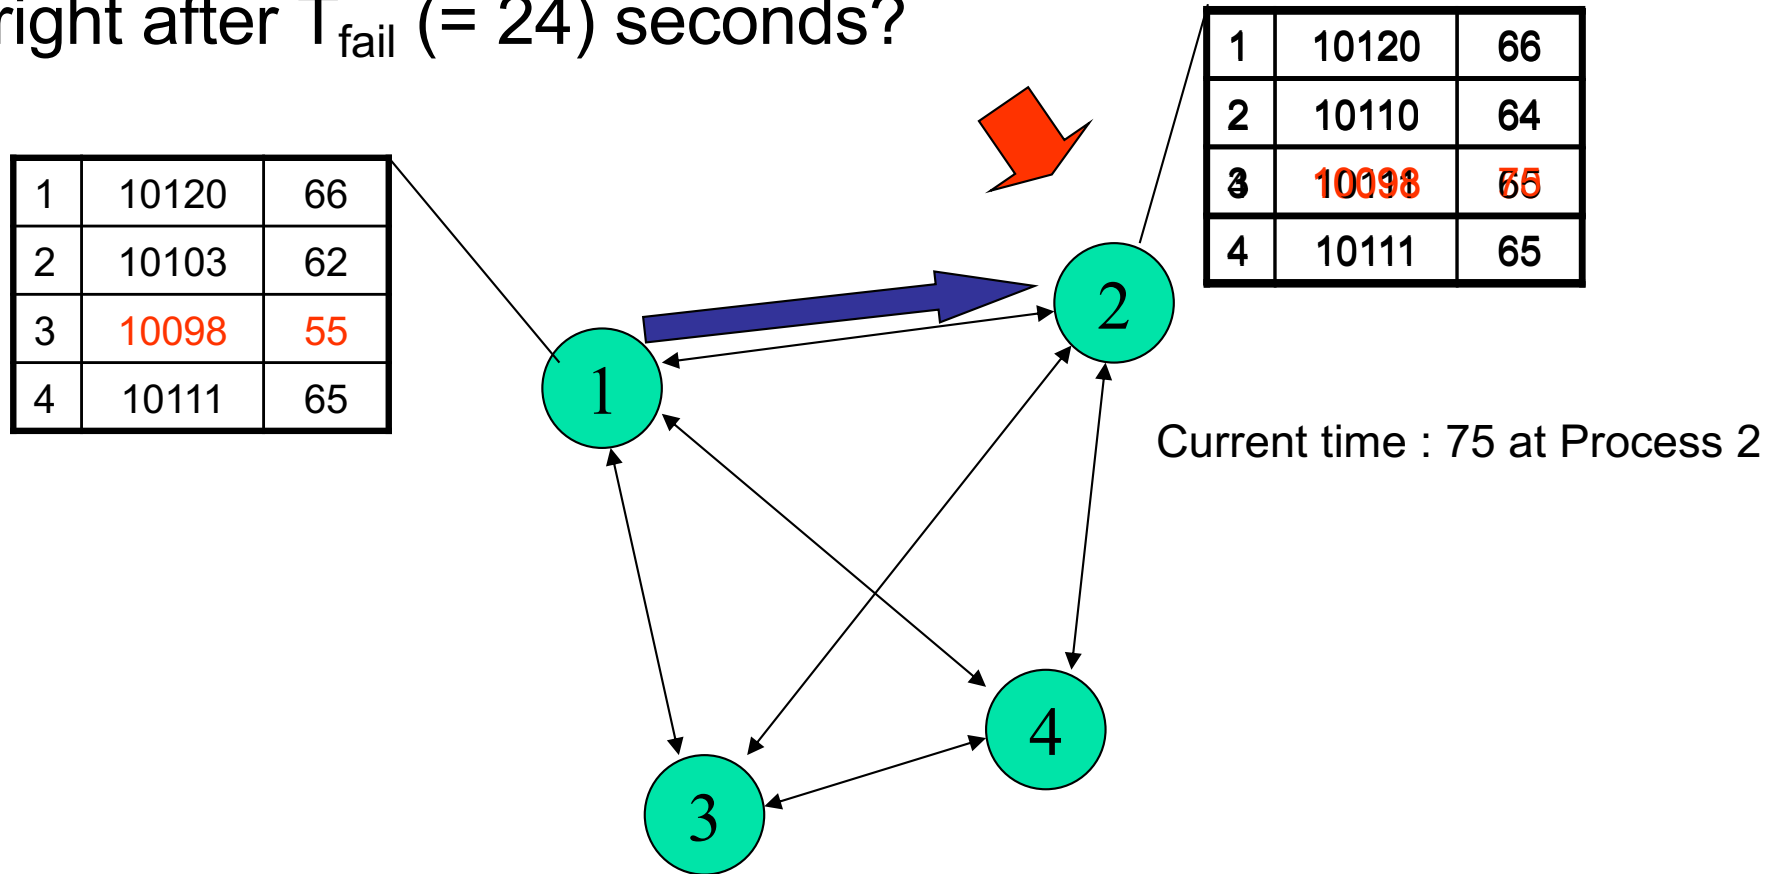 right after Tfail (= 24) seconds?
1 10120 66
2 10110 64
4 10111 65
1 10120 66
2 10103 62
3 10098 55
4 10111 65
2
1
Current time : 75 at Process 2
4
3